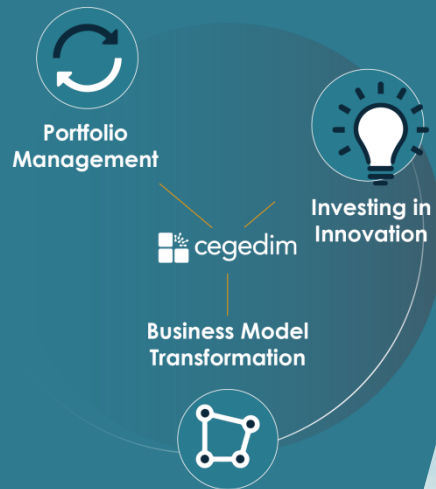 Portfolio
Management
Investing in
Innovation
cegedim
Business Model
Transformation